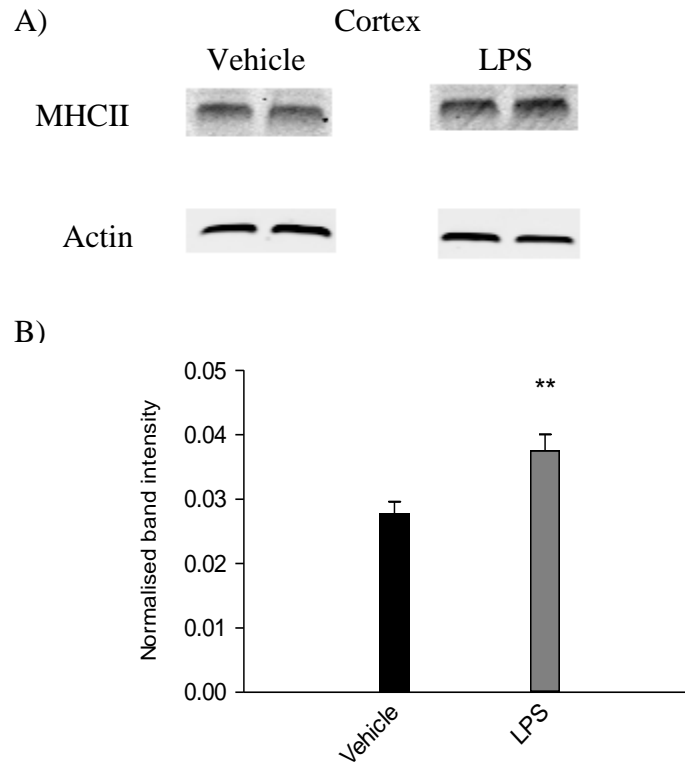 A)
Cortex
Vehicle
LPS
MHCII
Actin
B)
Normalised band intensity
0.05
0.04
0.03
0.02
0.01
0.00
**
Vehicle
LPS